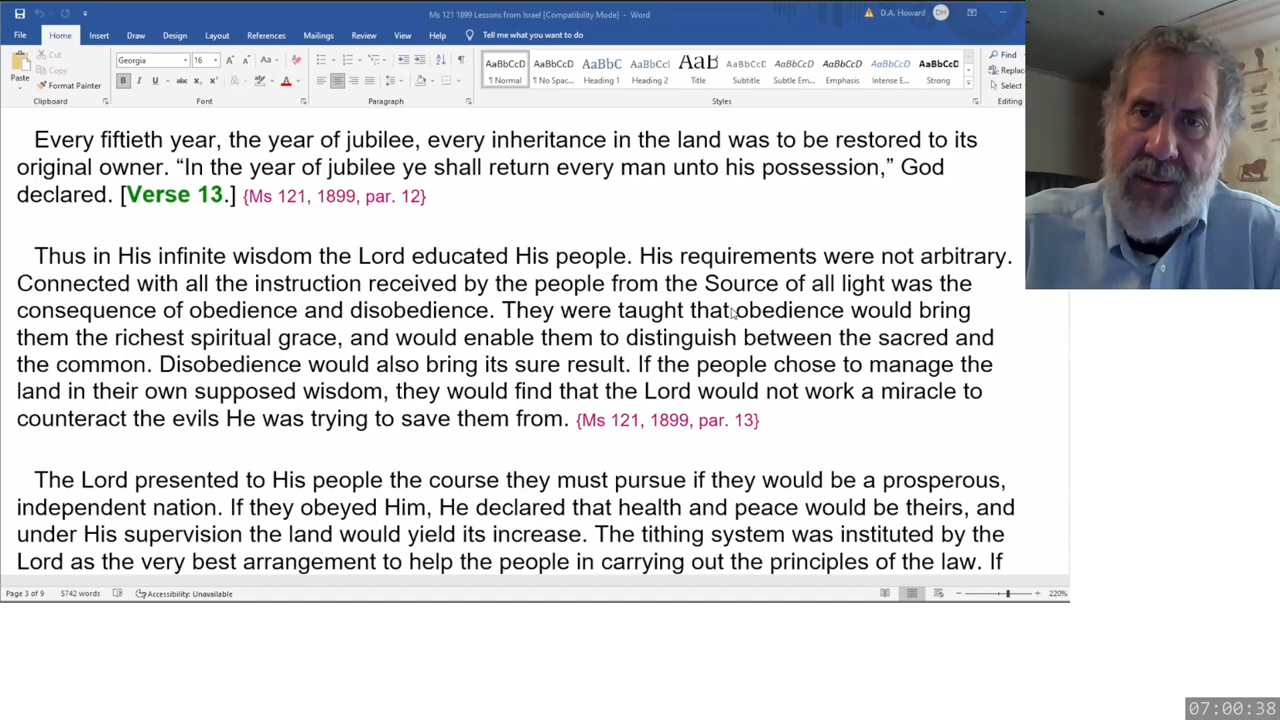 Ms 121 1899 Lessons from Israel [Compatibility Mode] - Word
D.A. Howard DH
File Home Insert Draw Design Layout References Mailings Review View Help Tell me what you want to do
Paste
Cut
Copy
Format Painter
Clipboard
Georgia 16
Font
Paragraph
AaBbCcD AaBbCcD AaBbC AaBbCcI AaB AaBbCcD AaBbCcD AaBbCcD AaBbCcD AaBbCcD
¶ Normal ¶ No Spac... Heading 1 Heading 2 Title Subtitle Subtle Em... Emphasis Intense E... Strong
Styles
Find
Replac
Select
Editing
Every fiftieth year, the year of jubilee, every inheritance in the land was to be restored to its
original owner. “In the year of jubilee ye shall return every man unto his possession,” God
declared. [Verse 13.] {Ms 121, 1899, par. 12}
Thus in His infinite wisdom the Lord educated His people. His requirements were not arbitrary.
Connected with all the instruction received by the people from the Source of all light was the
consequence of obedience and disobedience. They were taught that obedience would bring
them the richest spiritual grace, and would enable them to distinguish between the sacred and
the common. Disobedience would also bring its sure result. If the people chose to manage the
land in their own supposed wisdom, they would find that the Lord would not work a miracle to
counteract the evils He was trying to save them from. {Ms 121, 1899, par. 13}
The Lord presented to His people the course they must pursue if they would be a prosperous,
independent nation. If they obeyed Him, He declared that health and peace would be theirs, and
under His supervision the land would yield its increase. The tithing system was instituted by the
Lord as the very best arrangement to help the people in carrying out the principles of the law. If
Page 3 of 9 5742 words Accessibility: Unavailable 220%
07:00:38